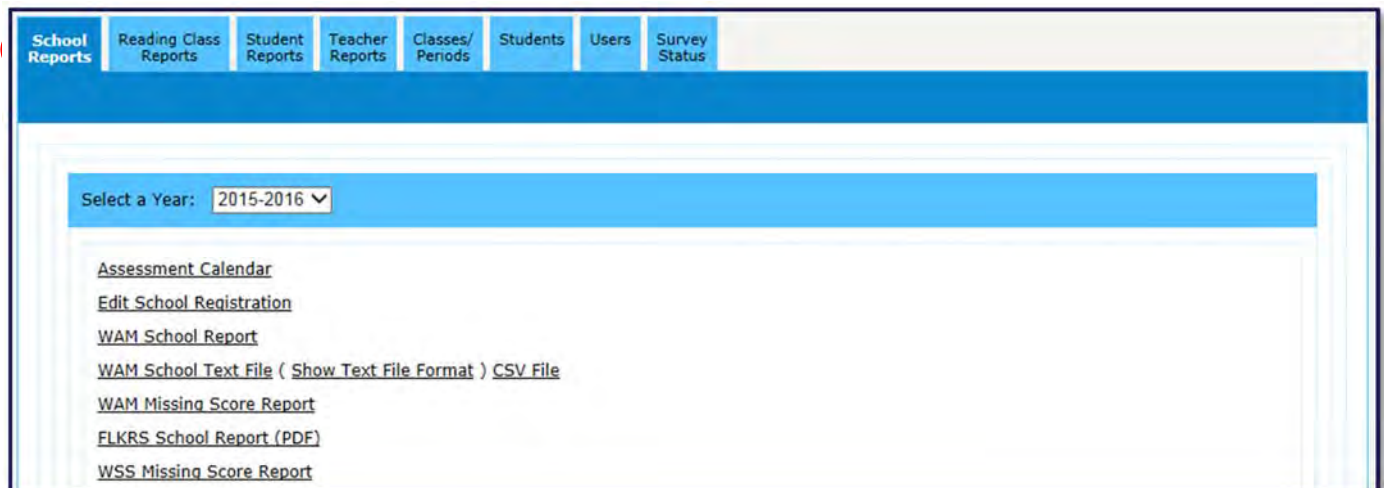 School Reports
Reading Class Reports
Student Reports
Teacher Reports
Classes/ Periods
Students
Users
Survey Status
Select a Year: 2015-2016
Assessment Calendar
Edit School Registration
WAM School Report
WAM School Text File ( Show Text File Format ) CSV File
WAM Missing Score Report
FLKRS School Report (PDF)
WSS Missing Score Report